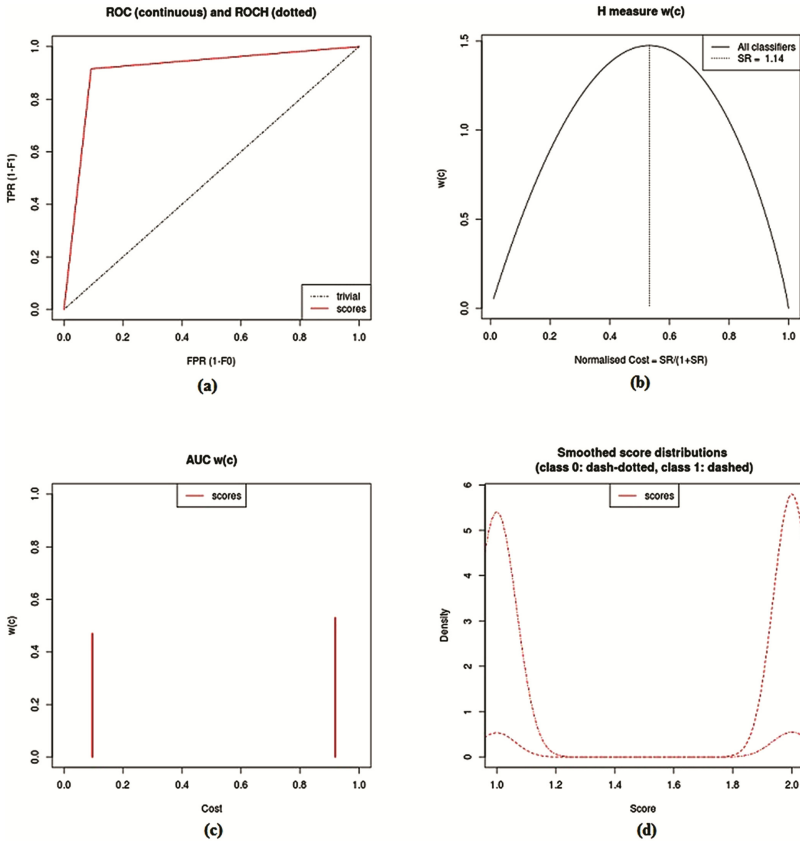 ROC (continuous) and ROCH (dotted)
1.0
0.8
0.6
0.4
0.2
0.0
TPR (1-F1)
trivial
scores
0.0 0.2 0.4 0.6 0.8 1.0
FPR (1-F0)
(a)
H measure w(c)
1.5
1.0
0.5
0.0
w(c)
All classifiers
SR = 1.14
0.0 0.2 0.4 0.6 0.8 1.0
Normalised Cost = SR/(1+SR)
(b)
AUC w(c)
scores
1.0
0.8
0.6
0.4
0.2
0.0
w(c)
0.0 0.2 0.4 0.6 0.8 1.0
Cost
(c)
Smoothed score distributions
(class 0: dash-dotted, class 1: dashed)
scores
6
5
4
3
2
1
0
Density
1.0 1.2 1.4 1.6 1.8 2.0
Score
(d)